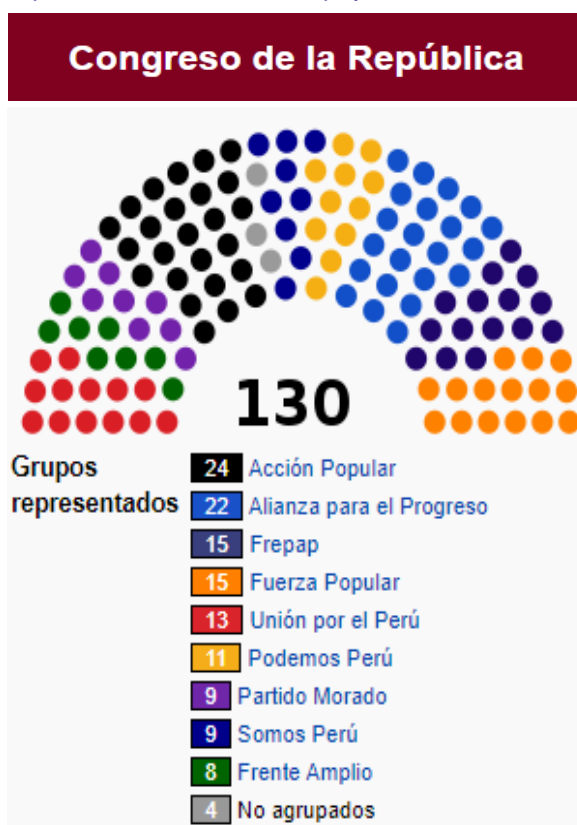 Congreso de la República
130
Grupos
representados
24 Acción Popular
22 Alianza para el Progreso
15 Frepap
15 Fuerza Popular
13 Unión por el Perú
11 Podemos Perú
9 Partido Morado
9 Somos Perú
8 Frente Amplio
4 No agrupados